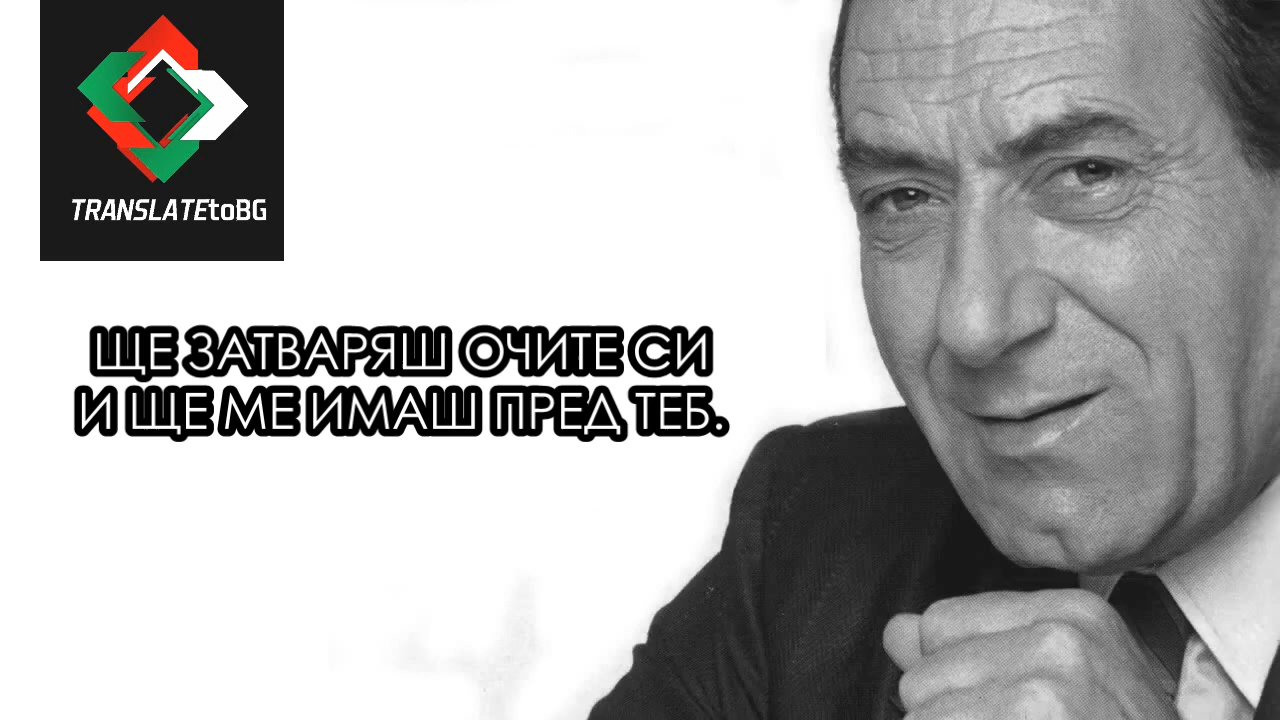 TRANSLATEtoBG
ЩЕ ЗАТВАРЯШ ОЧИТЕ СИ
И ЩЕ МЕ ИМАШ ПРЕД ТЕБ.